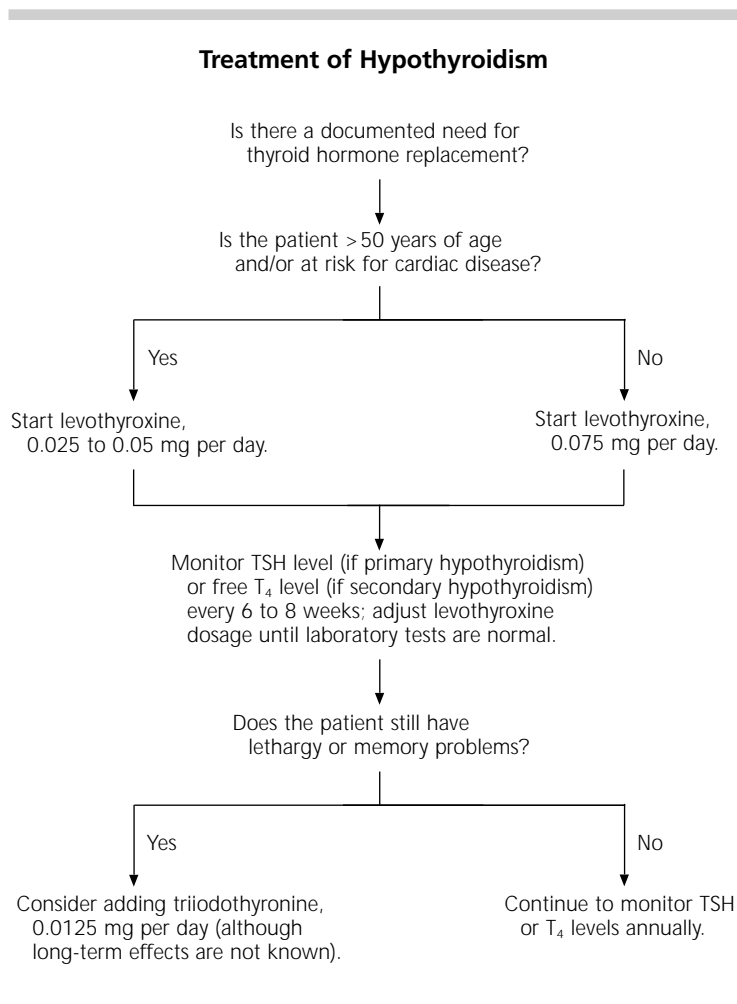 Treatment of Hypothyroidism
Is there a documented need for
thyroid hormone replacement?
Is the patient >50 years of age
and/or at risk for cardiac disease?
Yes
No
Start levothyroxine,
0.025 to 0.05 mg per day.
Start levothyroxine,
0.075 mg per day.
Monitor TSH level (if primary hypothyroidism)
or free T₄ level (if secondary hypothyroidism)
every 6 to 8 weeks; adjust levothyroxine
dosage until laboratory tests are normal.
Does the patient still have
lethargy or memory problems?
Yes
No
Consider adding triiodothyronine,
0.0125 mg per day (although
long-term effects are not known).
Continue to monitor TSH
or T₄ levels annually.